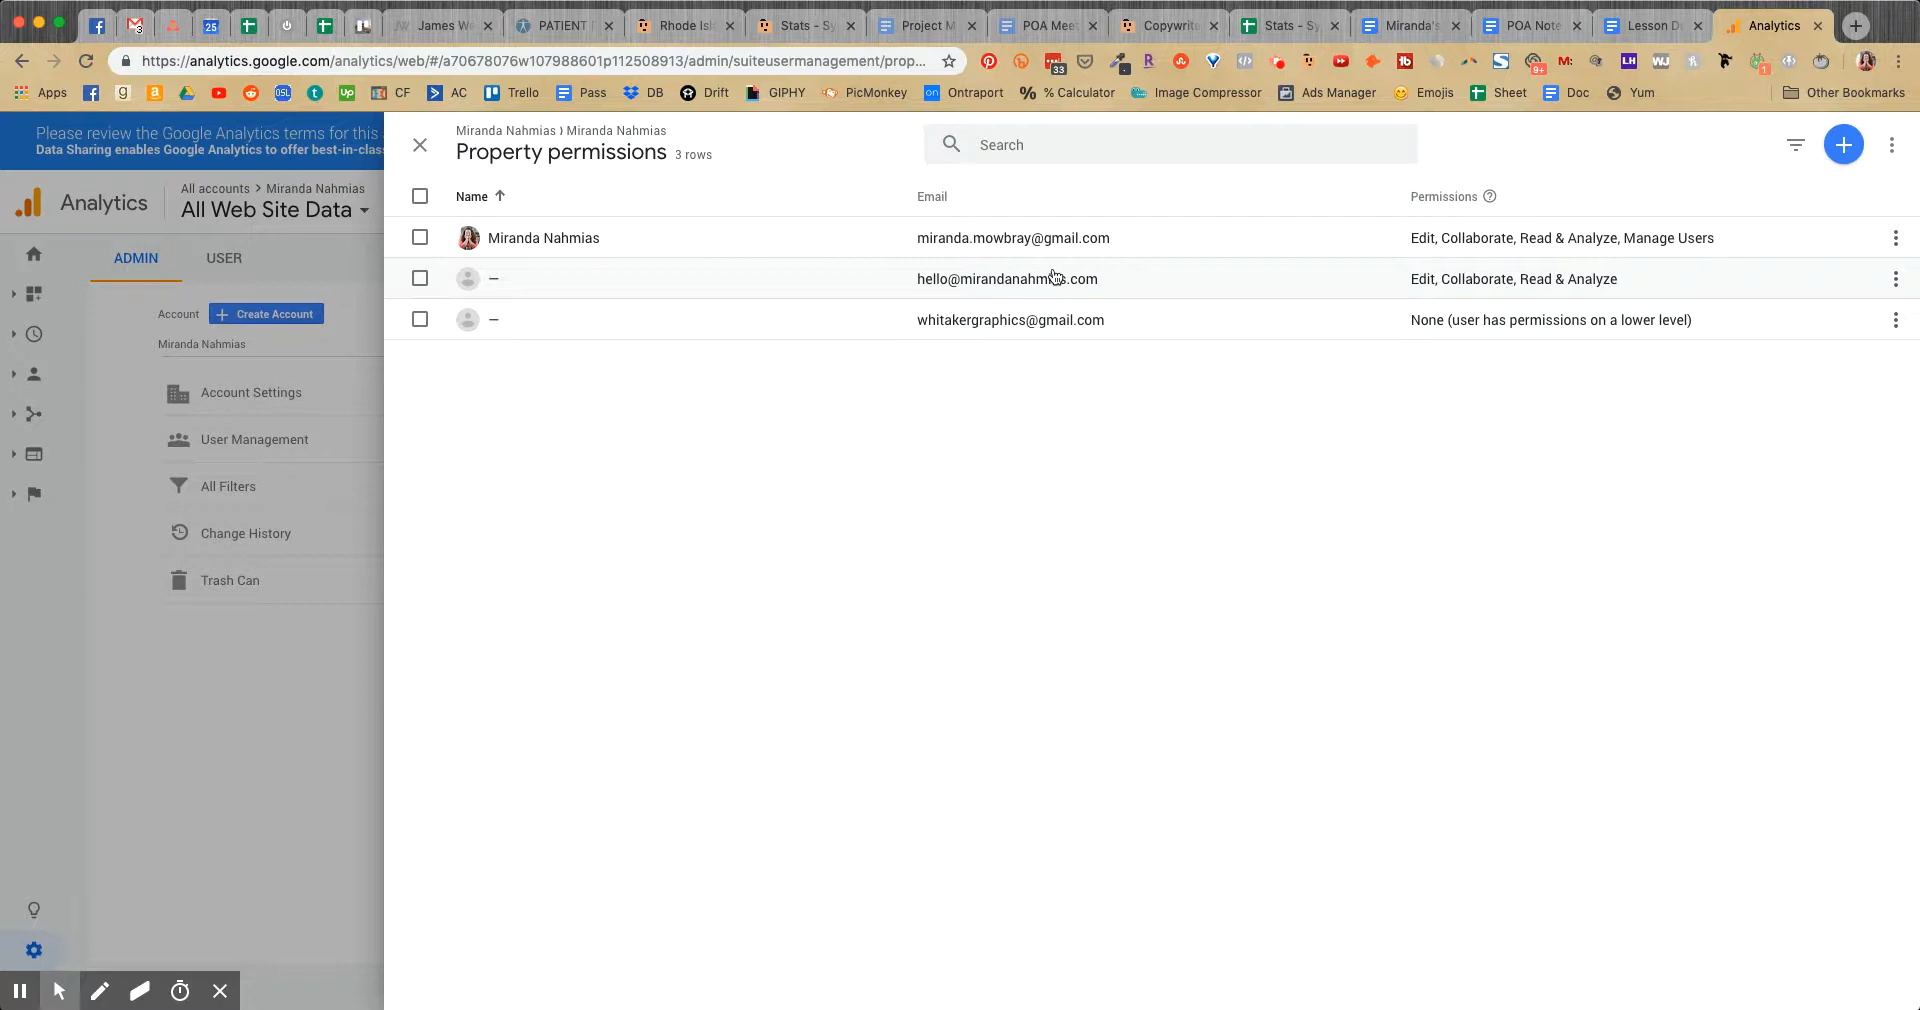 James We
PATIENT
Rhode Isl
Stats - Sy
Project M
POA Meet
Copywrite
Stats - Sy
Miranda's
POA Note
Lesson D
Analytics
https://analytics.google.com/analytics/web/#/a70678076w107988601p112508913/admin/suiteusermanagement/prop...
Apps
CF
AC
Trello
Pass
DB
Drift
GIPHY
PicMonkey
Ontraport
% Calculator
Image Compressor
Ads Manager
Emojis
Sheet
Doc
Yum
Other Bookmarks
Please review the Google Analytics terms for this
Data Sharing enables Google Analytics to offer best-in-clas
Analytics
All accounts > Miranda Nahmias
All Web Site Data
ADMIN
USER
Account
Create Account
Miranda Nahmias
Account Settings
User Management
All Filters
Change History
Trash Can
Miranda Nahmias › Miranda Nahmias
Property permissions 3 rows
Search
Name Email Permissions
Miranda Nahmias miranda.mowbray@gmail.com Edit, Collaborate, Read & Analyze, Manage Users
– Edit, Collaborate, Read & Analyze
– whitakergraphics@gmail.com None (user has permissions on a lower level)